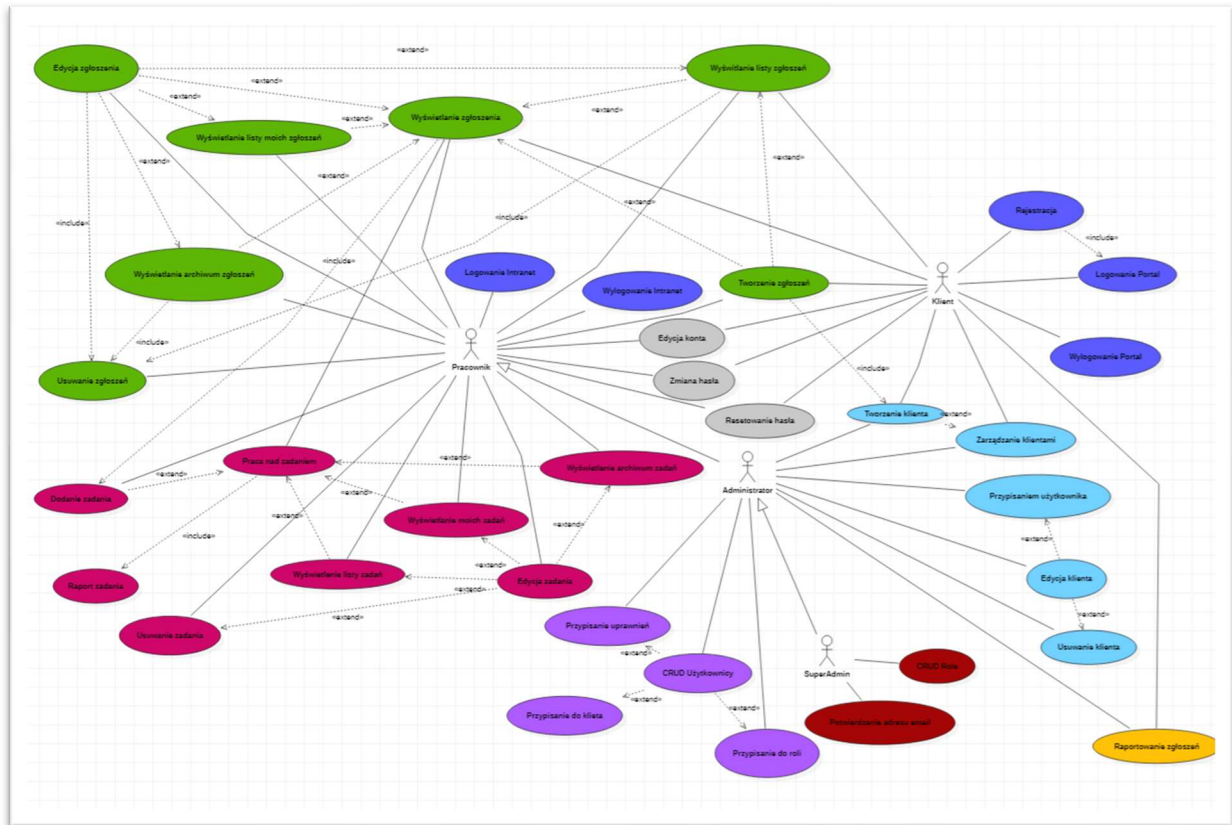 «extend»
Edycja zgłoszenia
Wyświtlanie listy zgłoszeń
«extend»
«extend»
«extend»
Wyświetlanie zgłoszenia
«extend»
Wyświetlanie listy moich zgłoszeń
«extend»
«extend»
«extend»
«extend»
Rejestracja
«include»
«include»
«include»
«include»
Wyświetlanie archiwum zgłoszeń
Logowanie Intranet
Logowanie Portal
Tworzenie zgłoszeń
Wylogowanie Intranet
Klient
Edycja konta
«include»
Wylogowanie Portal
Pracownik
«include»
Usuwanie zgłoszeń
Zmiana hasła
Tworzenie klienta
«extend»
Resetowanie hasła
Zarządzanie klientami
Praca nad zadaniem
«extend»
Wyświetlanie archiwum zadań
«extend»
Administrator
Dodanie zadania
«extend»
Przypisaniem użytkownika
«extend»
Wyświetlanie moich zadań
«extend»
«include»
«extend»
«extend»
Wyświetlenie listy zadań
Edycja zadania
Edycja klienta
Raport zadania
«extend»
«extend»
«extend»
Przypisanie uprawnień
Usuwanie zadania
Usuwanie klienta
«extend»
CRUD Role
CRUD Użytkownicy
SuperAdmin
«extend»
«extend»
Przypisanie do klieta
Potwierdzanie adresu email
Raportowanie zgłoszeń
Przypisanie do roli